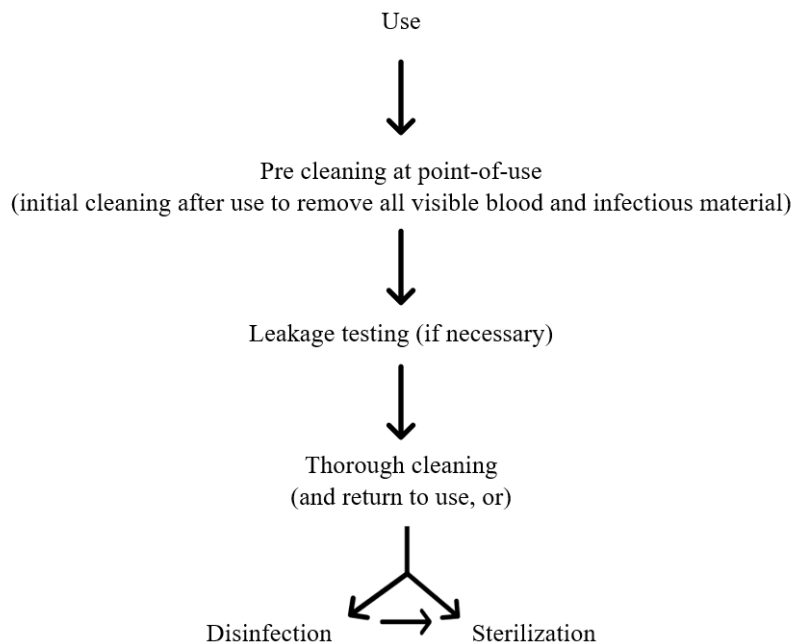 Use
Pre cleaning at point-of-use
(initial cleaning after use to remove all visible blood and infectious material)
Leakage testing (if necessary)
Thorough cleaning
(and return to use, or)
Disinfection
Sterilization